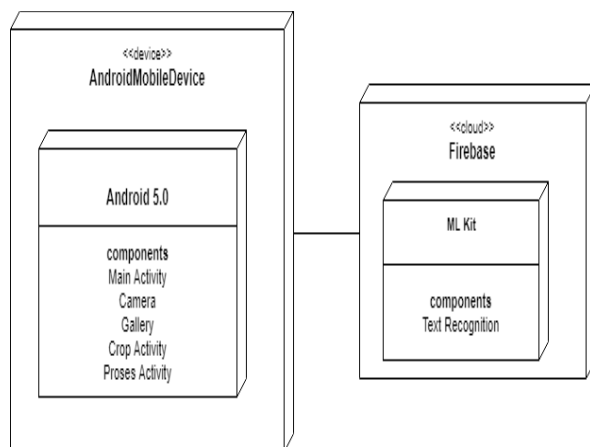 <<device>>
AndroidMobileDevice
Android 5.0
components
Main Activity
Camera
Gallery
Crop Activity
Proses Activity
<<cloud>>
Firebase
ML Kit
components
Text Recognition